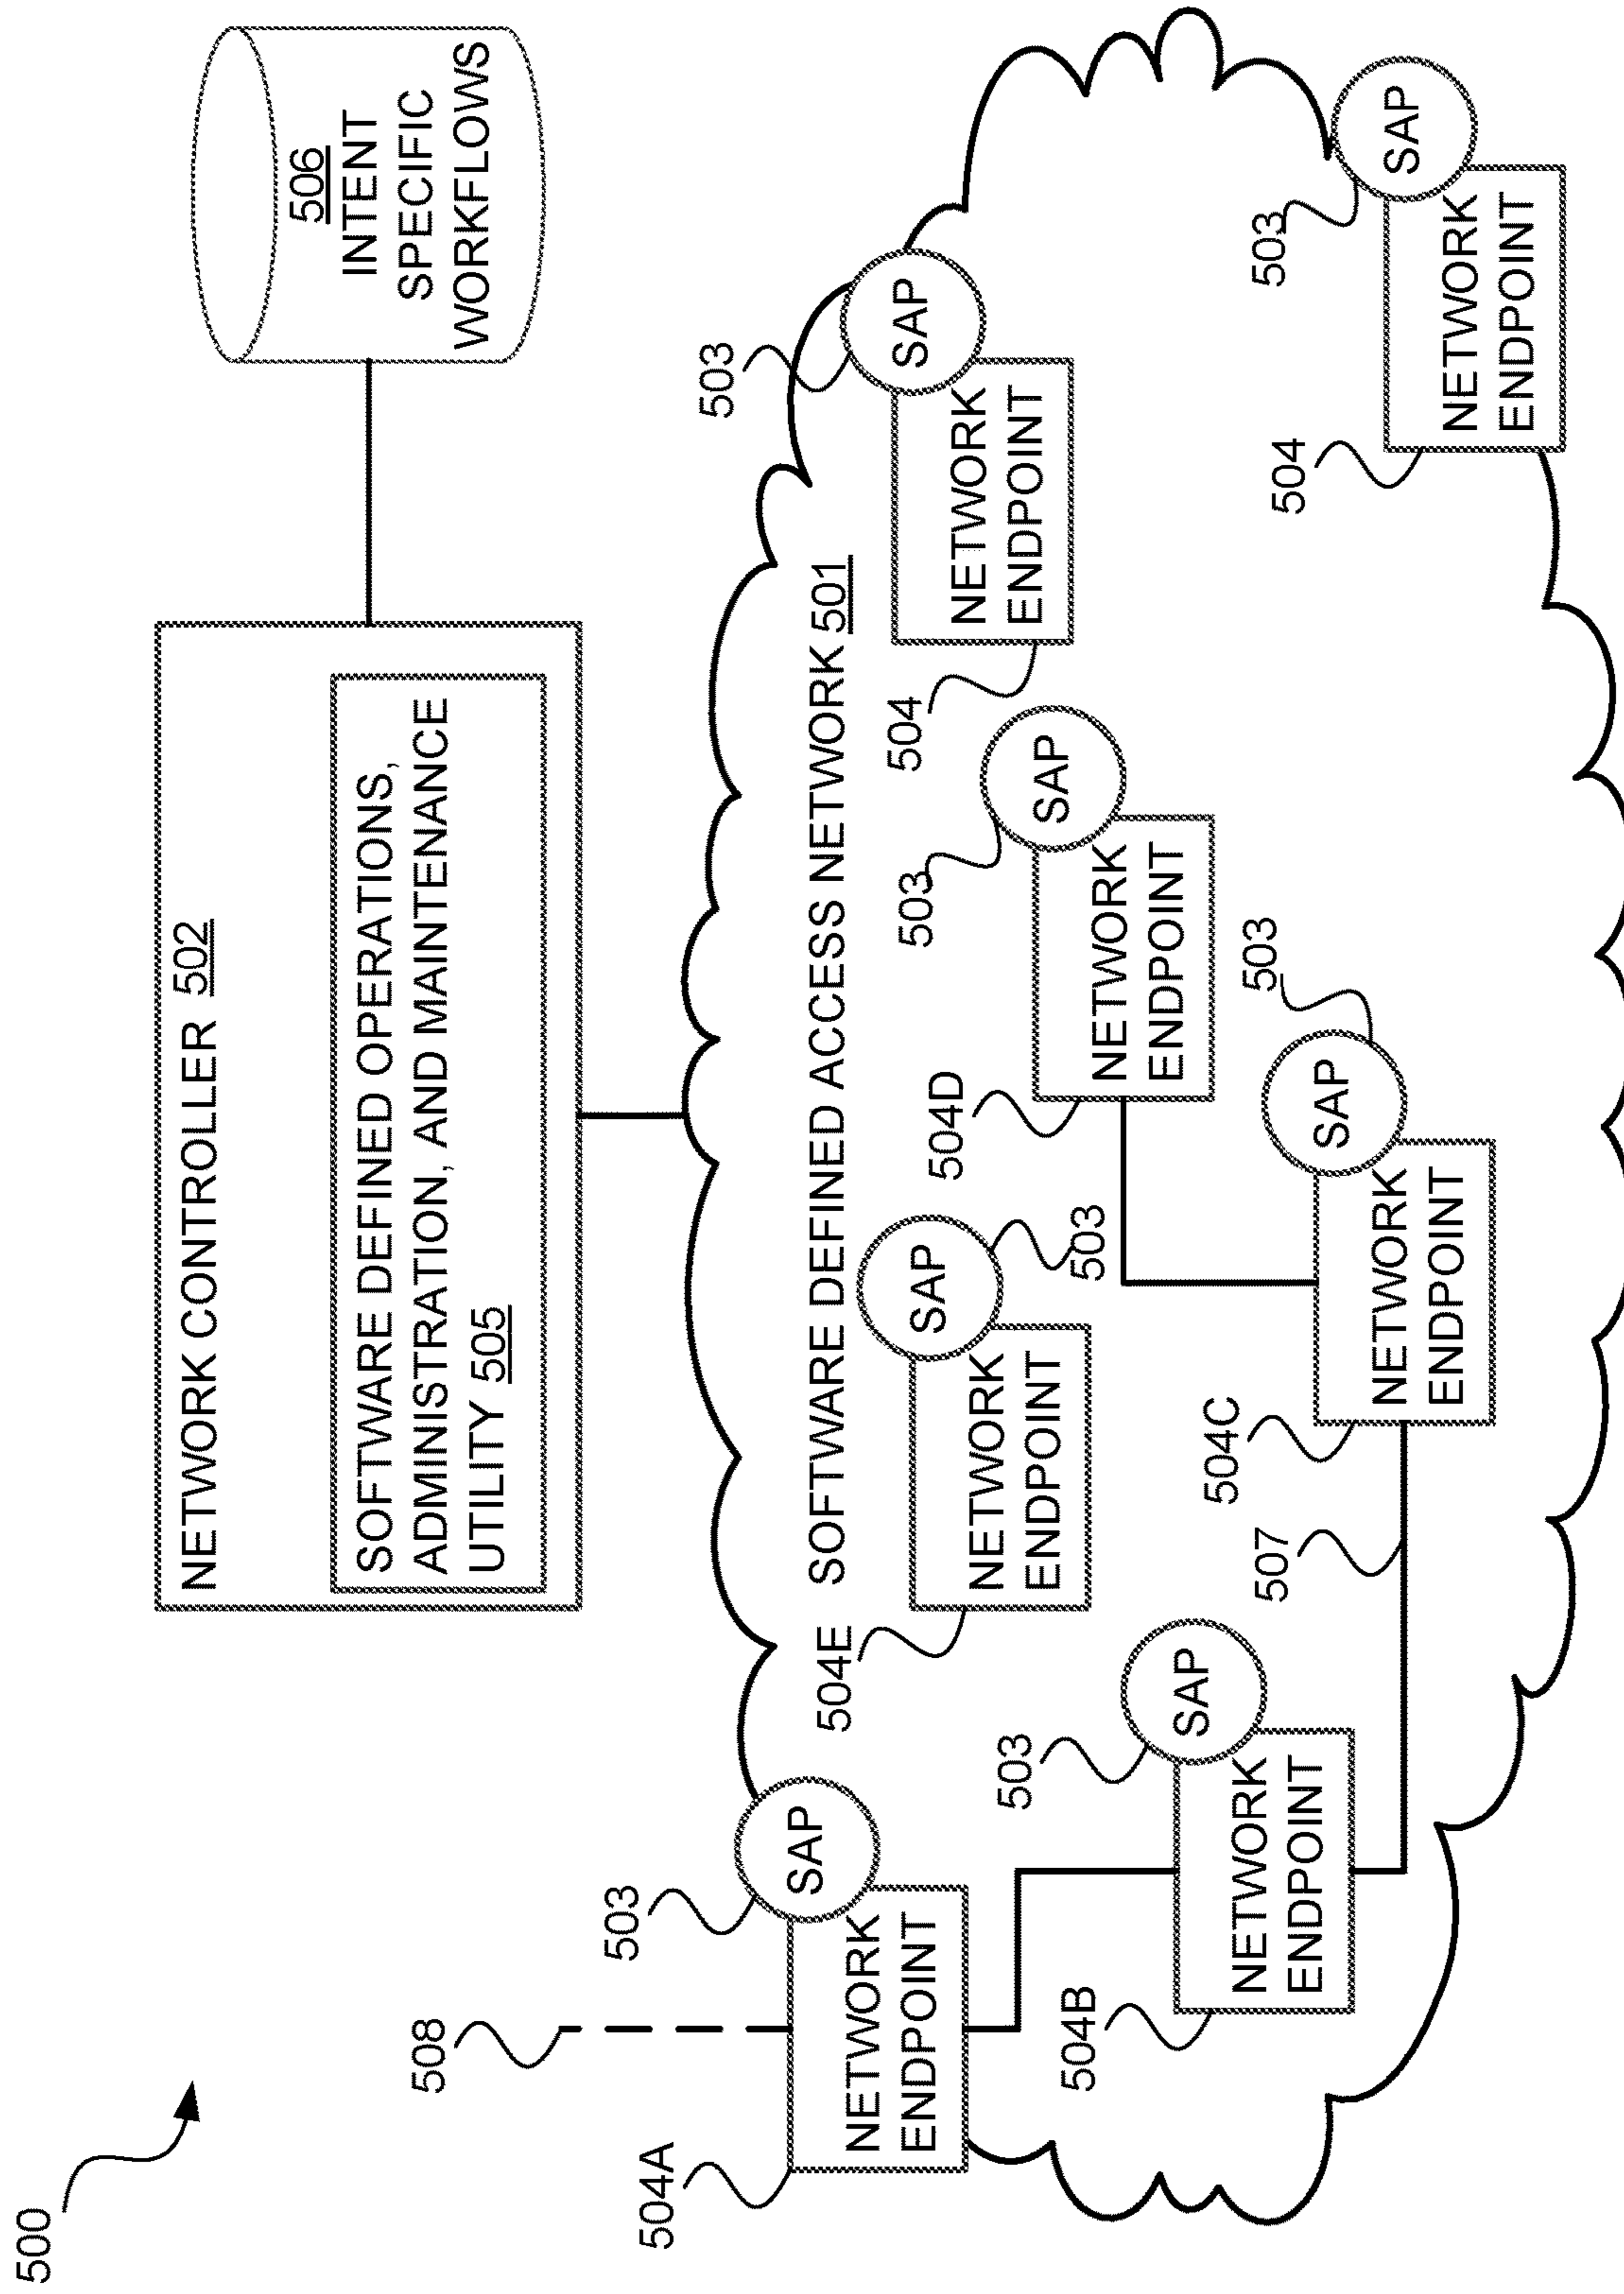 500
NETWORK CONTROLLER 502
SOFTWARE DEFINED OPERATIONS,
ADMINISTRATION, AND MAINTENANCE
UTILITY 505
506
INTENT
SPECIFIC
WORKFLOWS
508
SOFTWARE DEFINED ACCESS NETWORK 501
504A
503
SAP
NETWORK
ENDPOINT
504E
503
SAP
NETWORK
ENDPOINT
503
SAP
504
NETWORK
ENDPOINT
504D
503
SAP
NETWORK
ENDPOINT
504B
503
SAP
NETWORK
ENDPOINT
507
504C
503
SAP
NETWORK
ENDPOINT
503
SAP
504
NETWORK
ENDPOINT